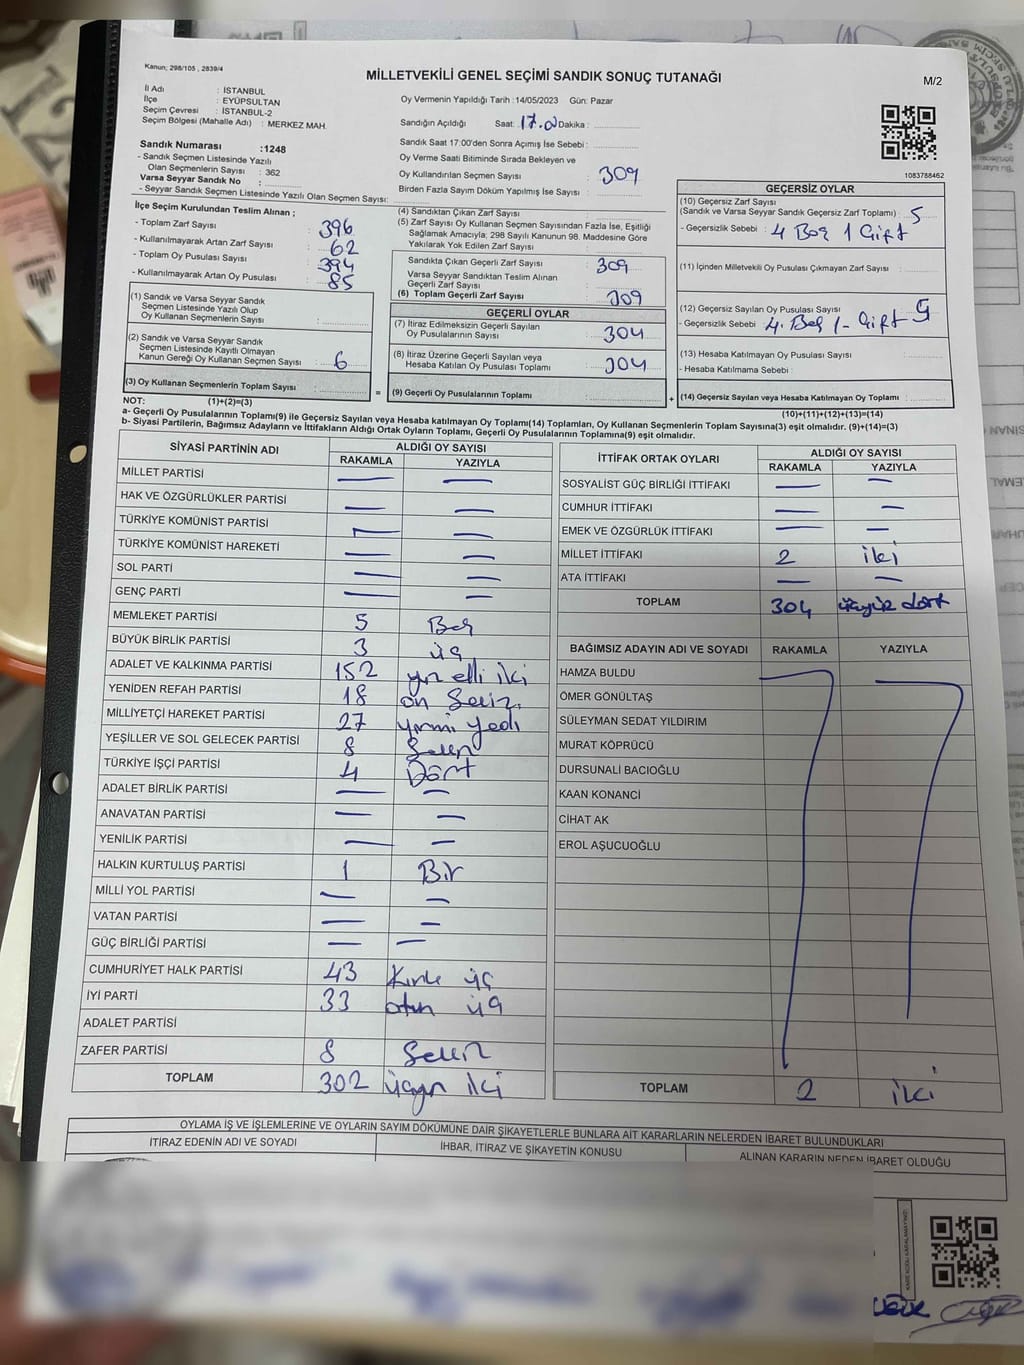 Kanun; 298/105 , 2839/4
MİLLETVEKİLİ GENEL SEÇİMİ SANDIK SONUÇ TUTANAĞI
M/2
İl Adı : İSTANBUL
İlçe : EYÜPSULTAN
Seçim Çevresi : İSTANBUL-2
Seçim Bölgesi (Mahalle Adı) : MERKEZ MAH.
Oy Vermenin Yapıldığı Tarih :14/05/2023 Gün: Pazar
Sandığın Açıldığı Saat: 17.0 Dakika :
Sandık Saat 17:00'den Sonra Açılmış İse Sebebi :
Oy Verme Saati Bitiminde Sırada Bekleyen ve
Oy Kullandırılan Seçmen Sayısı : 309
Birden Fazla Sayım Döküm Yapılmış İse Sayısı :
1083788462
Sandık Numarası :1248
- Sandık Seçmen Listesinde Yazılı
Olan Seçmenlerin Sayısı : 362
Varsa Seyyar Sandık No :
- Seyyar Sandık Seçmen Listesinde Yazılı Olan Seçmen Sayısı:
İlçe Seçim Kurulundan Teslim Alınan ;
- Toplam Zarf Sayısı : 396
- Kullanılmayarak Artan Zarf Sayısı : 62
- Toplam Oy Pusulası Sayısı : 394
- Kullanılmayarak Artan Oy Pusulası : 85
(1) Sandık ve Varsa Seyyar Sandık
Seçmen Listesinde Yazılı Olup
Oy Kullanan Seçmenlerin Sayısı :
(2) Sandık ve Varsa Seyyar Sandık
Seçmen Listesinde Kayıtlı Olmayan
Kanun Gereği Oy Kullanan Seçmen Sayısı : 6
(3) Oy Kullanan Seçmenlerin Toplam Sayısı :
(4) Sandıktan Çıkan Zarf Sayısı :
(5) Zarf Sayısı Oy Kullanan Seçmen Sayısından Fazla İse, Eşitliği
Sağlamak Amacıyla, 298 Sayılı Kanunun 98. Maddesine Göre
Yakılarak Yok Edilen Zarf Sayısı :
Sandıkta Çıkan Geçerli Zarf Sayısı : 309
Varsa Seyyar Sandıktan Teslim Alınan
Geçerli Zarf Sayısı :
(6) Toplam Geçerli Zarf Sayısı : 309
GEÇERLİ OYLAR
(7) İtiraz Edilmeksizin Geçerli Sayılan
Oy Pusulalarının Sayısı : 304
(8) İtiraz Üzerine Geçerli Sayılan veya
Hesaba Katılan Oy Pusulası Toplamı : 304
= (9) Geçerli Oy Pusulalarının Toplamı :
GEÇERSİZ OYLAR
(10) Geçersiz Zarf Sayısı
(Sandık ve Varsa Seyyar Sandık Geçersiz Zarf Toplamı) : 5
- Geçersizlik Sebebi : 4 Boş 1 Çift
(11) İçinden Milletvekili Oy Pusulası Çıkmayan Zarf Sayısı :
(12) Geçersiz Sayılan Oy Pusulası Sayısı : 5
- Geçersizlik Sebebi : 4. Boş 1 - Çift
(13) Hesaba Katılmayan Oy Pusulası Sayısı :
- Hesaba Katılmama Sebebi :
+ (14) Geçersiz Sayılan veya Hesaba Katılmayan Oy Toplamı :
NOT: (1)+(2)=(3)
(10)+(11)+(12)+(13)=(14)
a- Geçerli Oy Pusulalarının Toplamı(9) ile Geçersiz Sayılan veya Hesaba katılmayan Oy Toplamı(14) Toplamları, Oy Kullanan Seçmenlerin Toplam Sayısına(3) eşit olmalıdır. (9)+(14)=(3)
b- Siyasi Partilerin, Bağımsız Adayların ve İttifakların Aldığı Ortak Oyların Toplamı, Geçerli Oy Pusulalarının Toplamına(9) eşit olmalıdır.
SİYASİ PARTİNİN ADI ALDIĞI OY SAYISI
RAKAMLA YAZIYLA
MİLLET PARTİSİ — —
HAK VE ÖZGÜRLÜKLER PARTİSİ — —
TÜRKİYE KOMÜNİST PARTİSİ — —
TÜRKİYE KOMÜNİST HAREKETİ — —
SOL PARTİ — —
GENÇ PARTİ — —
MEMLEKET PARTİSİ 5 Beş
BÜYÜK BİRLİK PARTİSİ 3 üç
ADALET VE KALKINMA PARTİSİ 152 yüz elli iki
YENİDEN REFAH PARTİSİ 18 on Sekiz
MİLLİYETÇİ HAREKET PARTİSİ 27 yirmi yedi
YEŞİLLER VE SOL GELECEK PARTİSİ 8 Sekiz
TÜRKİYE İŞÇİ PARTİSİ 4 Dört
ADALET BİRLİK PARTİSİ — —
ANAVATAN PARTİSİ — —
YENİLİK PARTİSİ — —
HALKIN KURTULUŞ PARTİSİ 1 Bir
MİLLİ YOL PARTİSİ — —
VATAN PARTİSİ — —
GÜÇ BİRLİĞİ PARTİSİ — —
CUMHURİYET HALK PARTİSİ 43 Kırk üç
İYİ PARTİ 33 otuz üç
ADALET PARTİSİ
ZAFER PARTİSİ 8 Sekiz
TOPLAM 302 üçyüz iki
İTTİFAK ORTAK OYLARI ALDIĞI OY SAYISI
RAKAMLA YAZIYLA
SOSYALİST GÜÇ BİRLİĞİ İTTİFAKI — —
CUMHUR İTTİFAKI — —
EMEK VE ÖZGÜRLÜK İTTİFAKI — —
MİLLET İTTİFAKI 2 iki
ATA İTTİFAKI — —
TOPLAM 304 üçyüz dört
BAĞIMSIZ ADAYIN ADI VE SOYADI RAKAMLA YAZIYLA
HAMZA BULDU
ÖMER GÖNÜLTAŞ
SÜLEYMAN SEDAT YILDIRIM
MURAT KÖPRÜCÜ
DURSUNALİ BACIOĞLU
KAAN KONANCİ
CİHAT AK
EROL AŞUCUOĞLU
TOPLAM 2 iki
OYLAMA İŞ VE İŞLEMLERİNE VE OYLARIN SAYIM DÖKÜMÜNE DAİR ŞİKAYETLERLE BUNLARA AİT KARARLARIN NELERDEN İBARET BULUNDUKLARI
İTİRAZ EDENİN ADI VE SOYADI İHBAR, İTİRAZ VE ŞİKAYETİN KONUSU ALINAN KARARIN NEDEN İBARET OLDUĞU